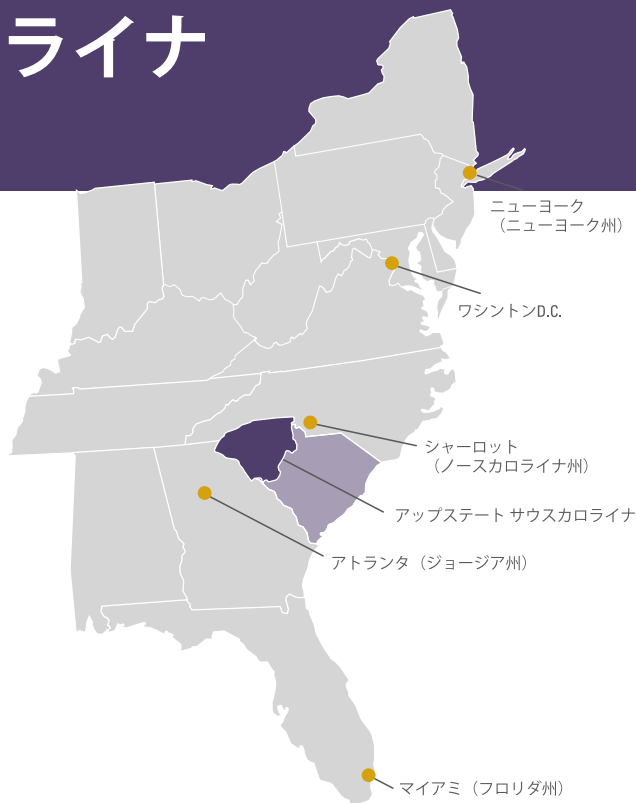 ライナ
ニューヨーク
（ニューヨーク州）
ワシントンD.C.
シャーロット
（ノースカロライナ州）
アップステート サウスカロライナ
アトランタ（ジョージア州）
マイアミ（フロリダ州）